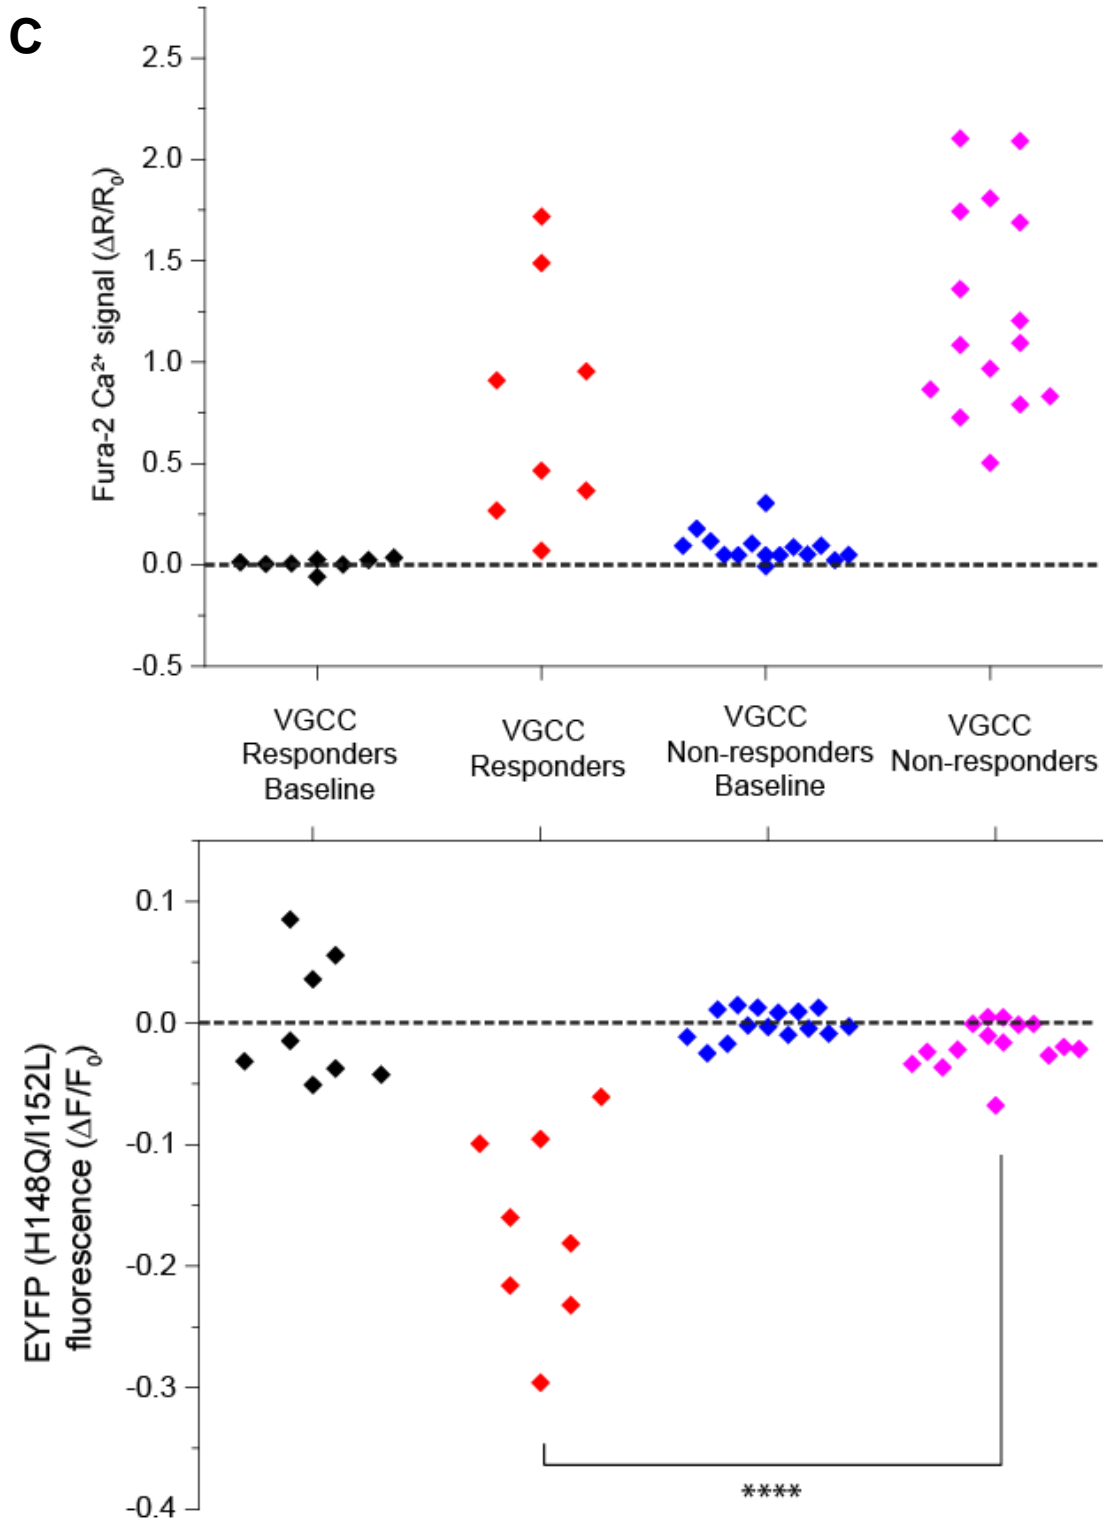 C
Fura-2 Ca²⁺ signal (ΔR/R₀)
2.5
2.0
1.5
1.0
0.5
0.0
-0.5
VGCC
Responders
Baseline
VGCC
Responders
VGCC
Non-responders
Baseline
VGCC
Non-responders
EYFP (H148Q/I152L)
fluorescence (ΔF/F₀)
0.1
0.0
-0.1
-0.2
-0.3
-0.4
****